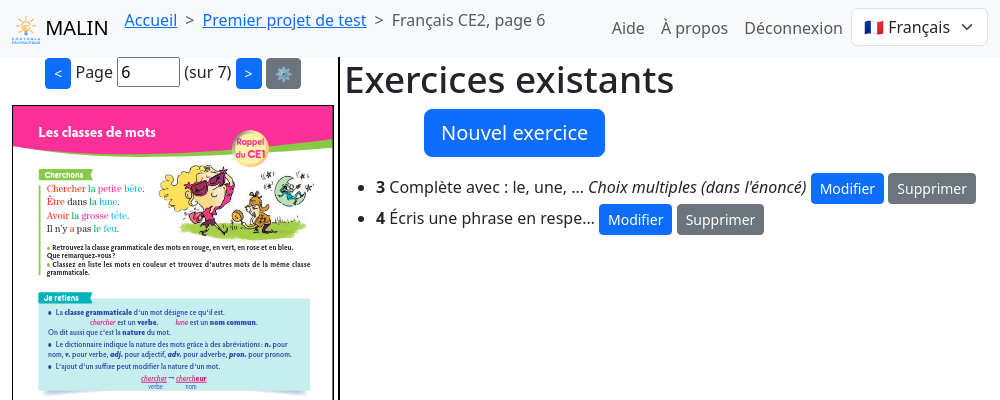 MALIN
Accueil > Premier projet de test > Français CE2, page 6
Aide À propos Déconnexion 🇫🇷 Français
< Page 6 (sur 7) > ⚙️
Les classes de mots
Rappel
du CE1
Cherchons
Chercher la petite bête.
Être dans la lune.
Avoir la grosse tête.
Il n'y a pas le feu.
● Retrouvez la classe grammaticale des mots en rouge, en vert, en rose et en bleu.
Que remarquez-vous ?
● Classez en liste les mots en couleur et trouvez d'autres mots de la même classe
grammaticale.
Je retiens
● La classe grammaticale d'un mot désigne ce qu'il est.
chercher est un verbe. lune est un nom commun.
On dit aussi que c'est la nature du mot.
● Le dictionnaire indique la nature des mots grâce à des abréviations : n. pour
nom, v. pour verbe, adj. pour adjectif, adv. pour adverbe, pron. pour pronom.
● L'ajout d'un suffixe peut modifier la nature d'un mot.
chercher → chercheur
verbe nom
Exercices existants
Nouvel exercice
• 3 Complète avec : le, une, ... Choix multiples (dans l'énoncé) Modifier Supprimer
• 4 Écris une phrase en respe... Modifier Supprimer